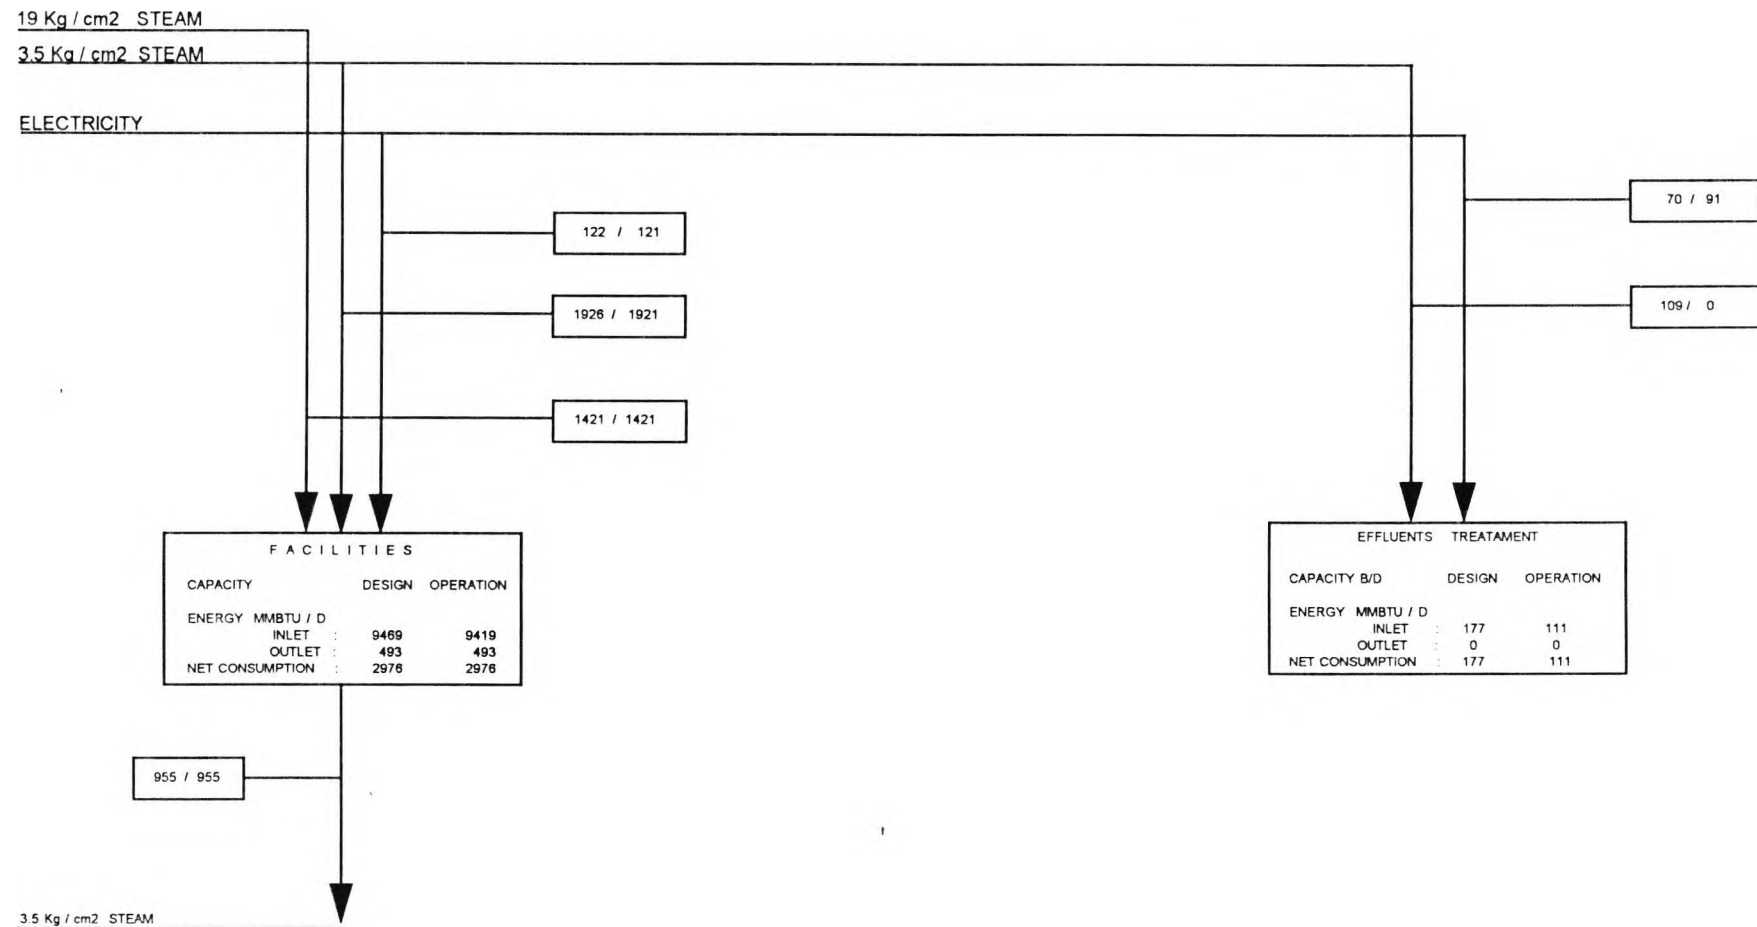 19 Kg / cm2 STEAM
3.5 Kg / cm2 STEAM
ELECTRICITY
70 / 91
122 / 121
109 / 0
1926 / 1921
1421 / 1421
F A C I L I T I E S
CAPACITY DESIGN OPERATION
ENERGY MMBTU / D
INLET : 9469 9419
OUTLET : 493 493
NET CONSUMPTION : 2976 2976
EFFLUENTS TREATAMENT
CAPACITY B/D DESIGN OPERATION
ENERGY MMBTU / D
INLET : 177 111
OUTLET : 0 0
NET CONSUMPTION : 177 111
955 / 955
3.5 Kg / cm2 STEAM